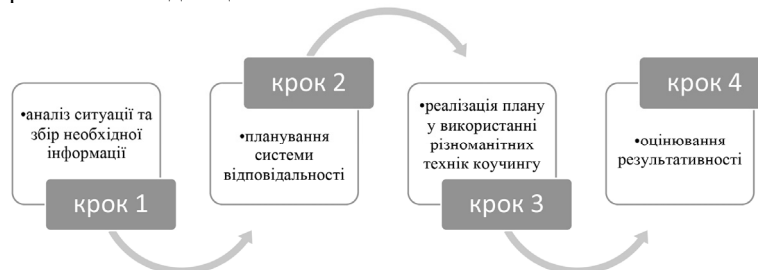 •аналіз ситуації та
збір необхідної
інформації
крок 1
крок 2
•планування
системи
відповідальності
•реалізація плану
у використанні
різноманітних
технік коучингу
крок 3
крок 4
•оцінювання
результативності